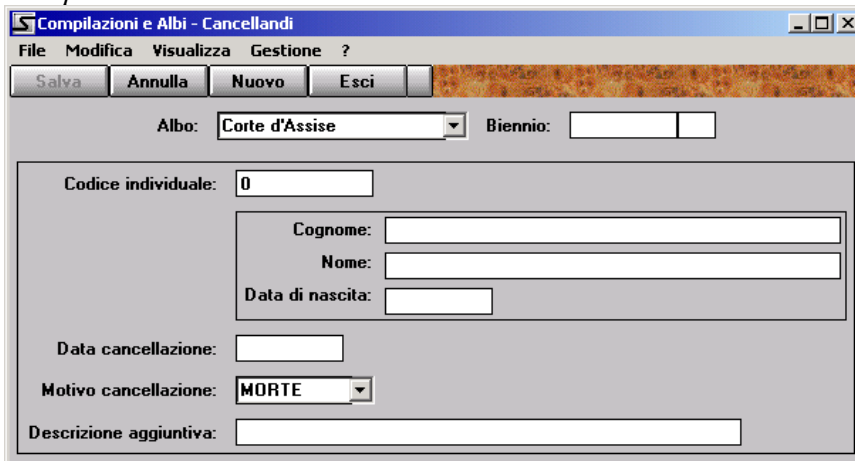 Compilazioni e Albi - Cancellandi
File Modifica Visualizza Gestione ?
Salva Annulla Nuovo Esci
Albo: Corte d'Assise Biennio:
Codice individuale: 0
Cognome:
Nome:
Data di nascita:
Data cancellazione:
Motivo cancellazione: MORTE
Descrizione aggiuntiva: